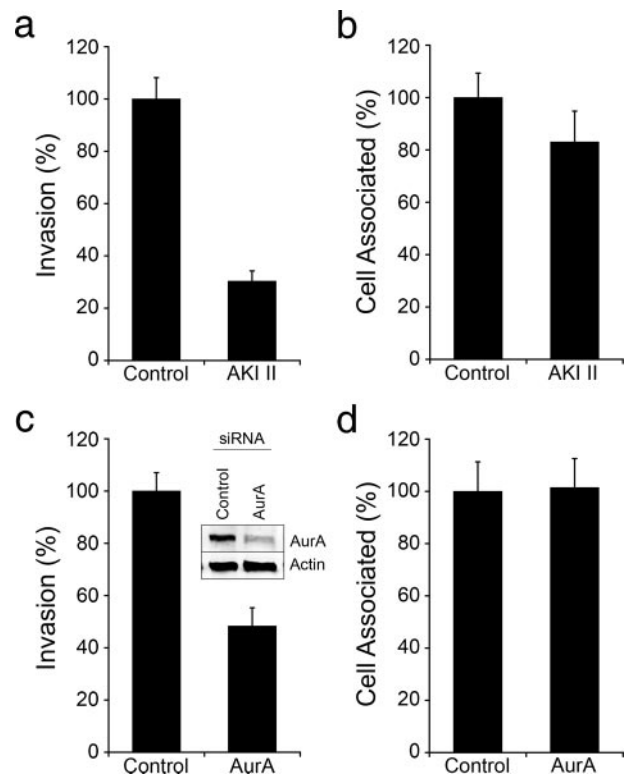 a
Invasion (%)
120
100
80
60
40
20
0
Control AKI II
b
Cell Associated (%)
120
100
80
60
40
20
0
Control AKI II
c
Invasion (%)
120
100
80
60
40
20
0
siRNA
Control
AurA
AurA
Actin
Control AurA
d
Cell Associated (%)
120
100
80
60
40
20
0
Control AurA